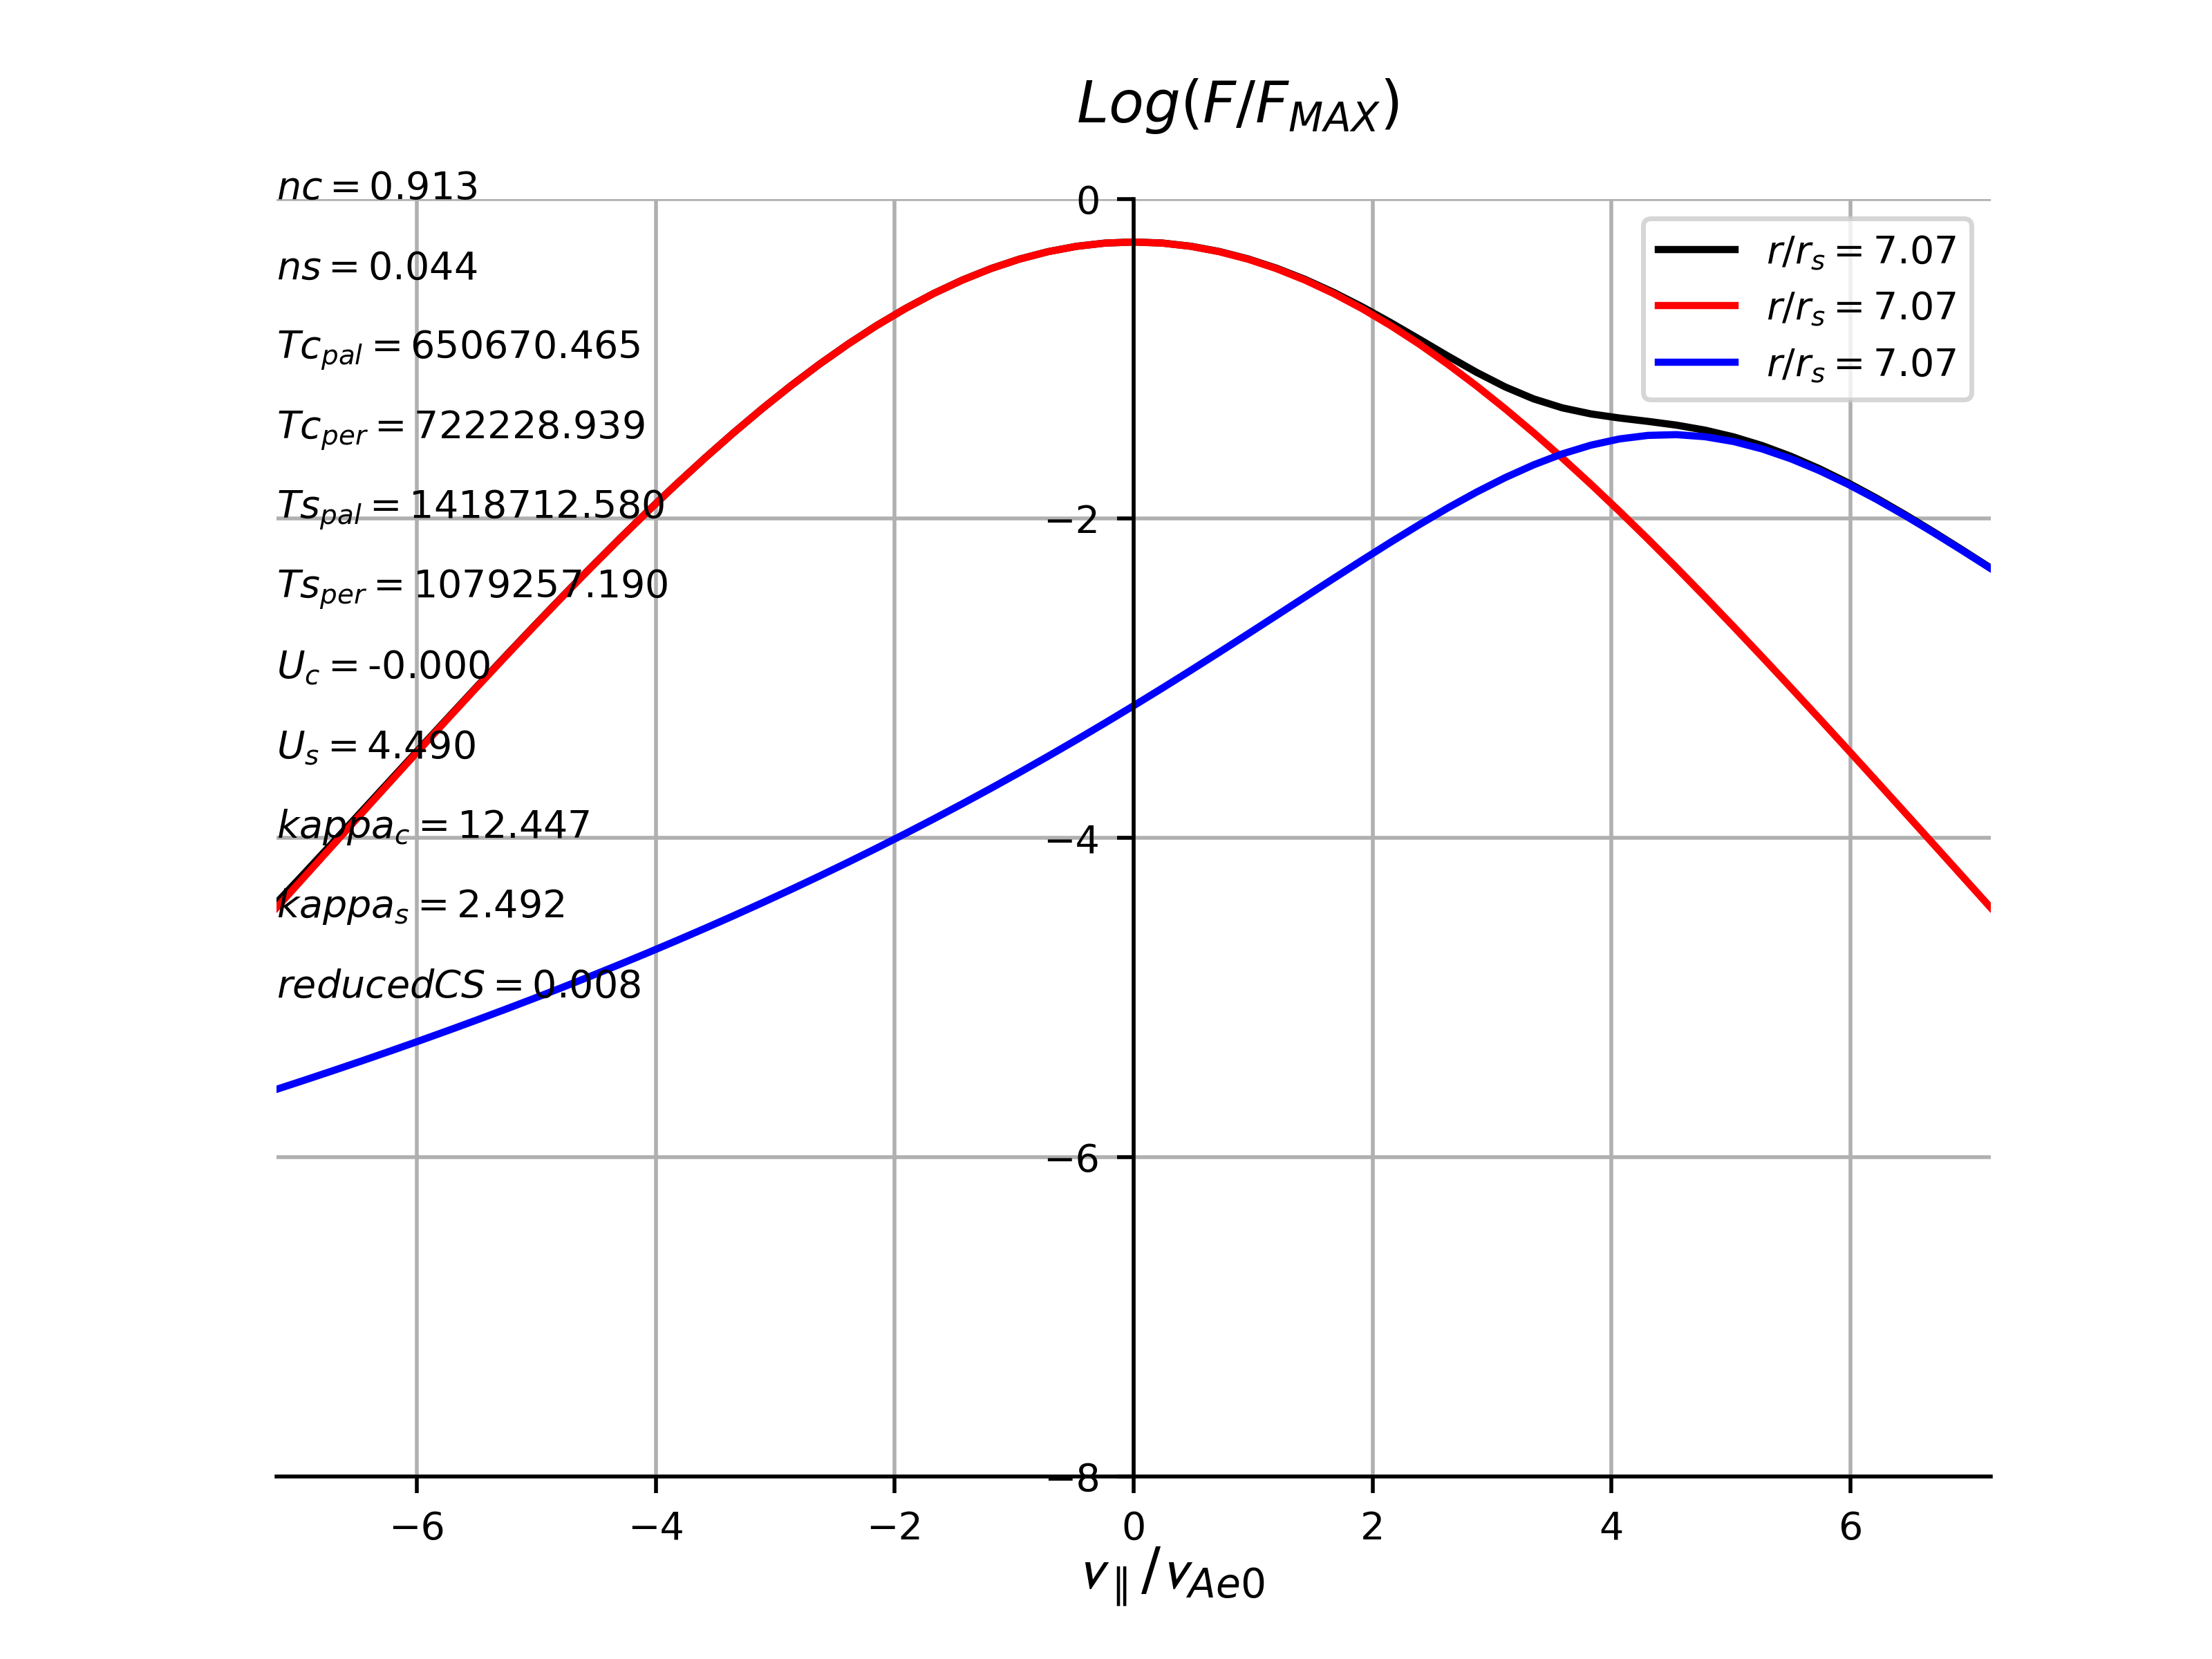 Log(F/F_MAX)
nc = 0.913
ns = 0.044
Tc_pal = 650670.465
Tc_per = 722228.939
Ts_pal = 1418712.580
Ts_per = 1079257.190
U_c = -0.000
U_s = 4.490
kappa_c = 12.447
kappa_s = 2.492
reducedCS = 0.008
r/r_s = 7.07
r/r_s = 7.07
r/r_s = 7.07
0
−2
−4
−6
−8
−6 −4 −2 0 2 4 6
v_∥/v_Ae0